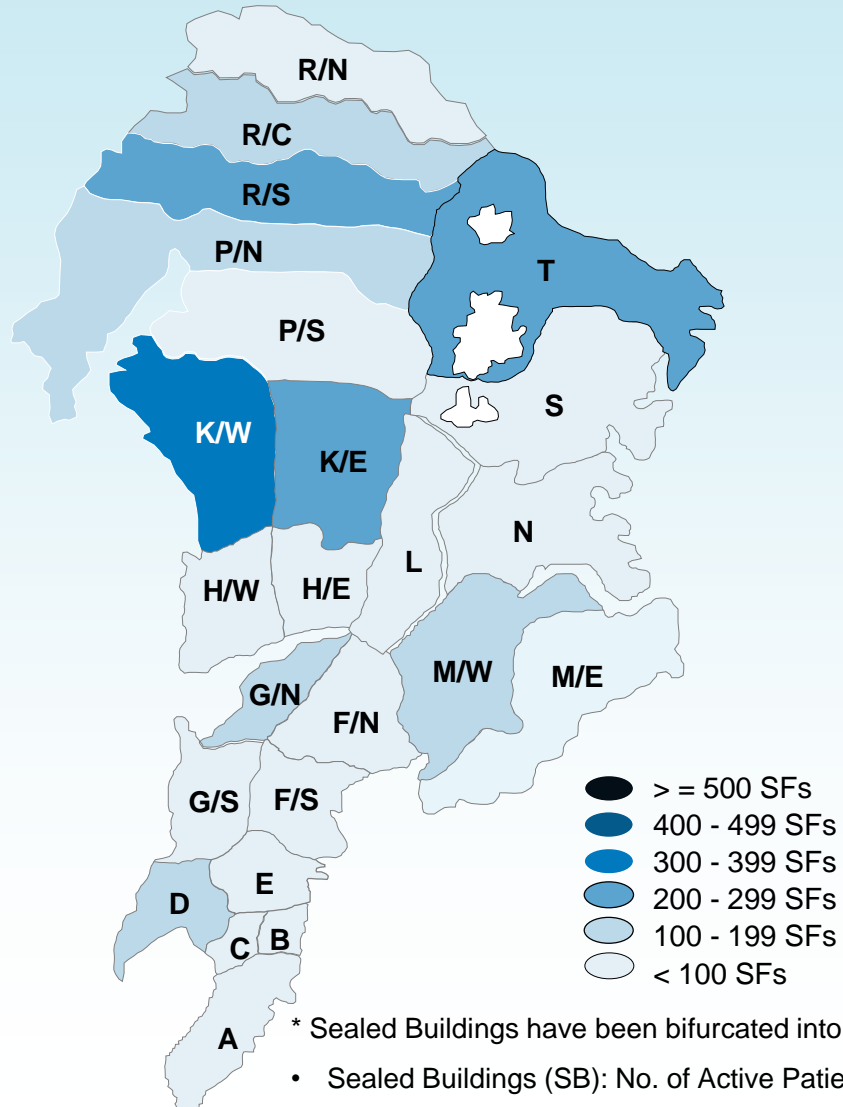 R/N
R/C
R/S
P/N
T
P/S
S
K/W
K/E
N
L
H/W
H/E
M/W
M/E
G/N
F/N
G/S
F/S
E
D
B
C
A
> = 500 SFs
400 - 499 SFs
300 - 399 SFs
200 - 299 SFs
100 - 199 SFs
< 100 SFs
* Sealed Buildings have been bifurcated into
• Sealed Buildings (SB): No. of Active Patie